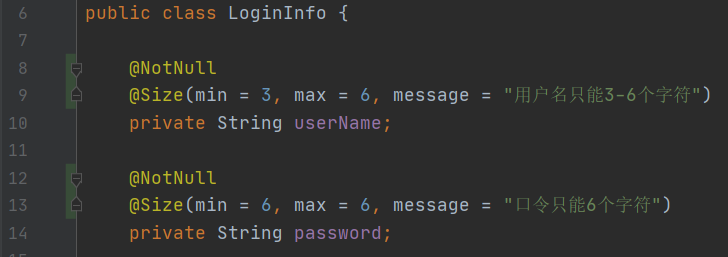 6 public class LoginInfo {
7
8 @NotNull
9 @Size(min = 3, max = 6, message = "用户名只能3-6个字符")
10 private String userName;
11
12 @NotNull
13 @Size(min = 6, max = 6, message = "口令只能6个字符")
14 private String password;